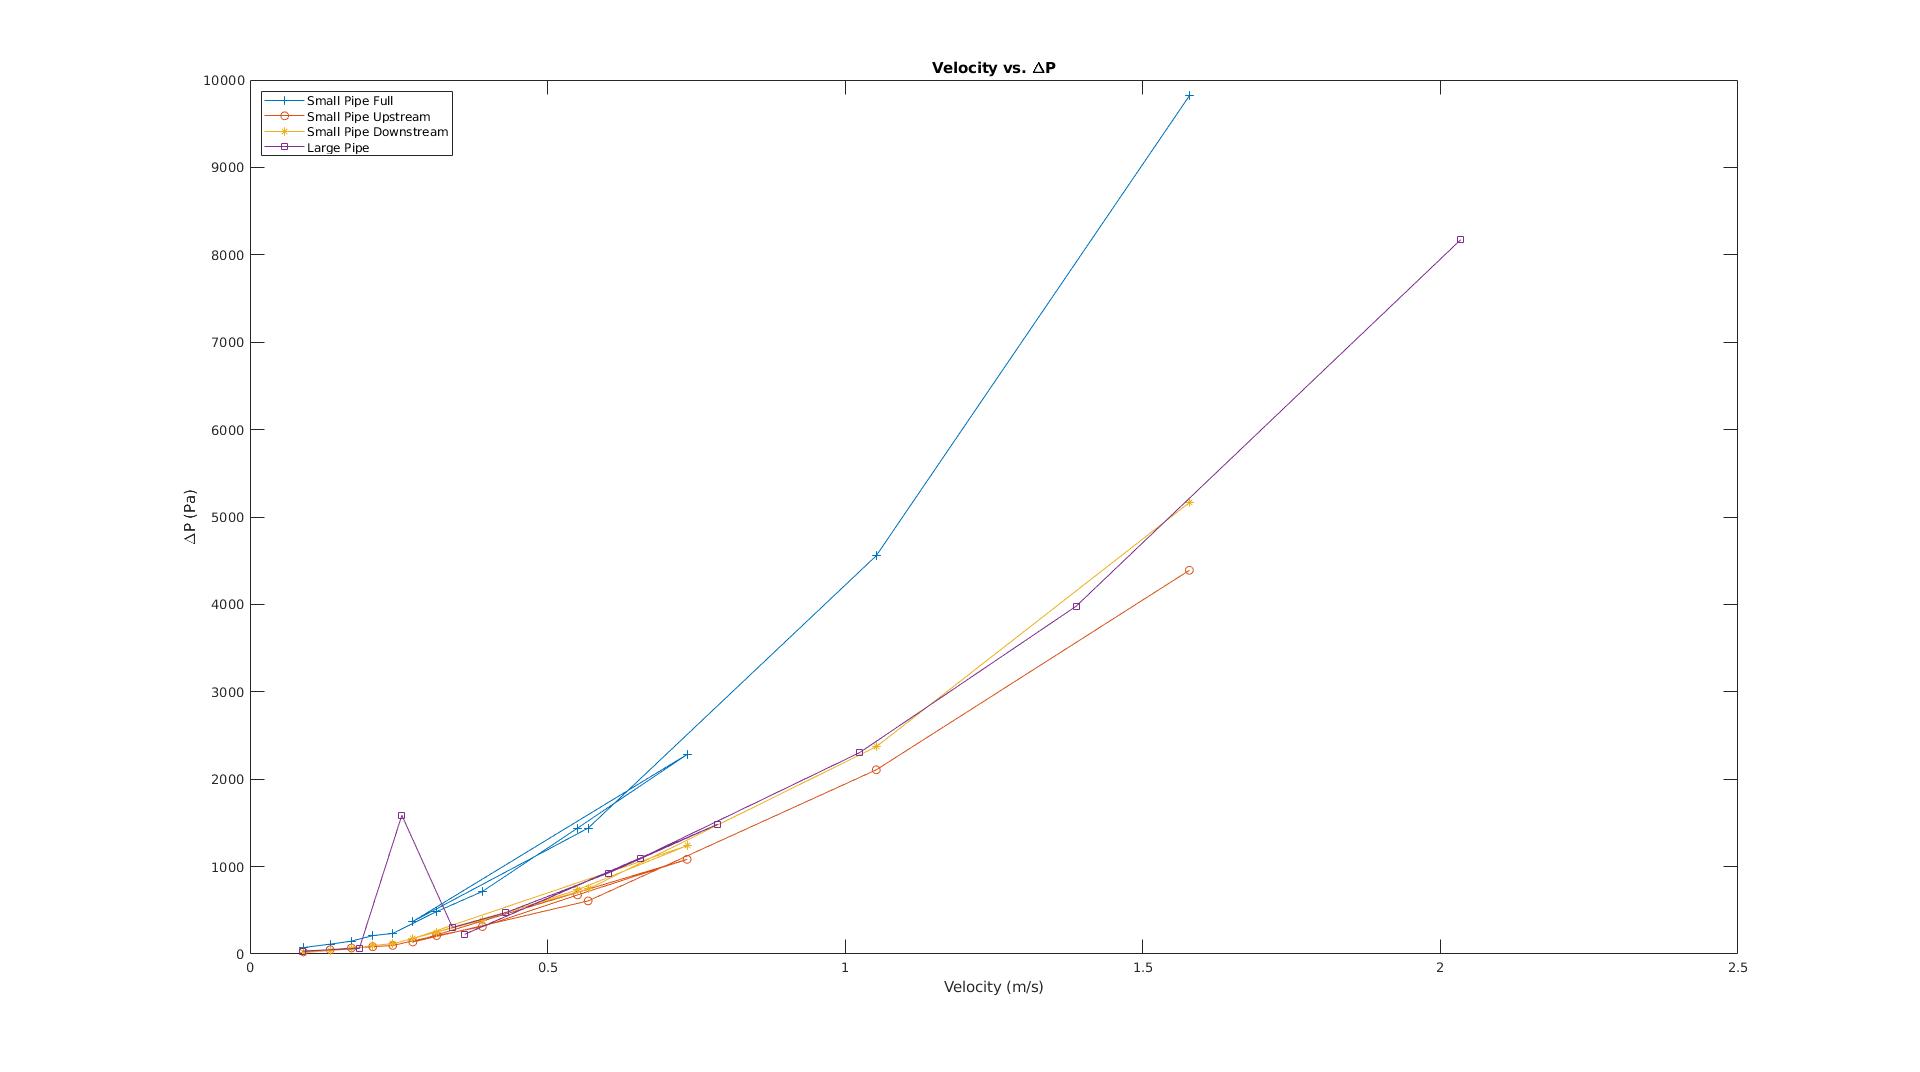 Velocity vs. ΔP
10000
9000
8000
7000
6000
5000
4000
3000
2000
1000
0
Small Pipe Full
Small Pipe Upstream
Small Pipe Downstream
Large Pipe
ΔP (Pa)
0 0.5 1 1.5 2 2.5
Velocity (m/s)